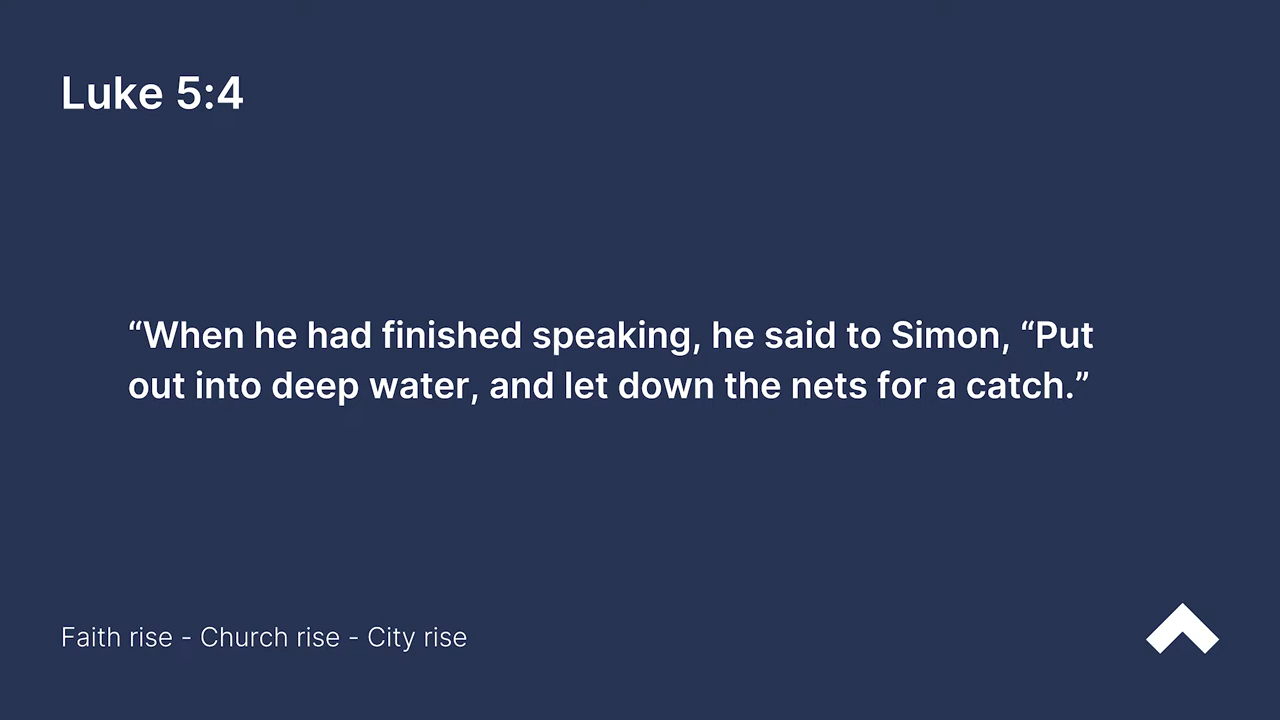 Luke 5:4
“When he had finished speaking, he said to Simon, “Put
out into deep water, and let down the nets for a catch.”
Faith rise - Church rise - City rise